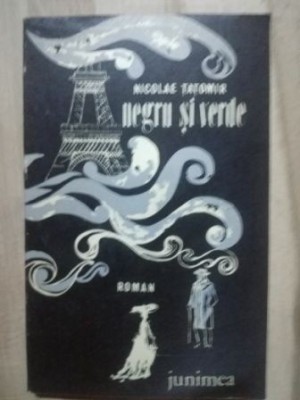 NICOLAE ȚAȚOMIR
negru și verde
ROMAN
junimea